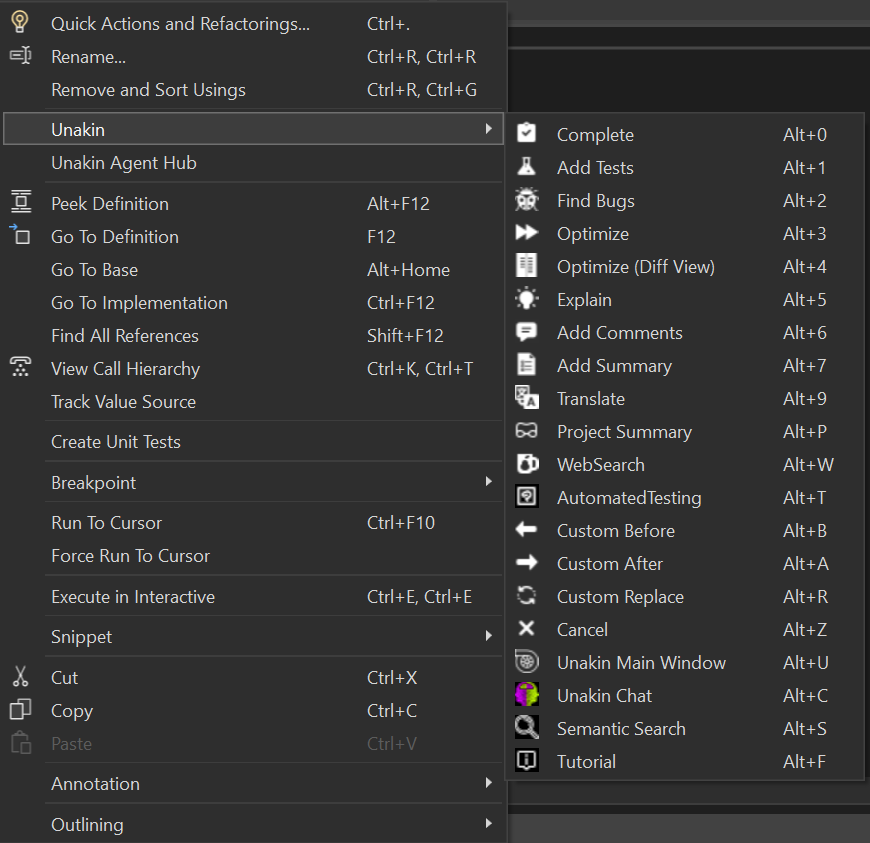 Quick Actions and Refactorings... Ctrl+.
Rename... Ctrl+R, Ctrl+R
Remove and Sort Usings Ctrl+R, Ctrl+G
Unakin
Unakin Agent Hub
Peek Definition Alt+F12
Go To Definition F12
Go To Base Alt+Home
Go To Implementation Ctrl+F12
Find All References Shift+F12
View Call Hierarchy Ctrl+K, Ctrl+T
Track Value Source
Create Unit Tests
Breakpoint
Run To Cursor Ctrl+F10
Force Run To Cursor
Execute in Interactive Ctrl+E, Ctrl+E
Snippet
Cut Ctrl+X
Copy Ctrl+C
Paste Ctrl+V
Annotation
Outlining
Complete Alt+0
Add Tests Alt+1
Find Bugs Alt+2
Optimize Alt+3
Optimize (Diff View) Alt+4
Explain Alt+5
Add Comments Alt+6
Add Summary Alt+7
Translate Alt+9
Project Summary Alt+P
WebSearch Alt+W
AutomatedTesting Alt+T
Custom Before Alt+B
Custom After Alt+A
Custom Replace Alt+R
Cancel Alt+Z
Unakin Main Window Alt+U
Unakin Chat Alt+C
Semantic Search Alt+S
Tutorial Alt+F